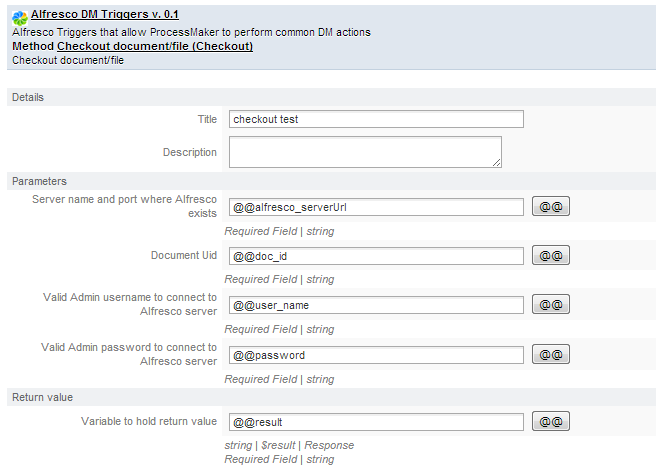 Alfresco DM Triggers v. 0.1
Alfresco Triggers that allow ProcessMaker to perform common DM actions
Method Checkout document/file (Checkout)
Checkout document/file
Details
Title checkout test
Description
Parameters
Server name and port where Alfresco
exists @@alfresco_serverUrl @@
Required Field | string
Document Uid @@doc_id @@
Required Field | string
Valid Admin username to connect to
Alfresco server @@user_name @@
Required Field | string
Valid Admin password to connect to
Alfresco server @@password @@
Required Field | string
Return value
Variable to hold return value @@result @@
string | $result | Response
Required Field | string